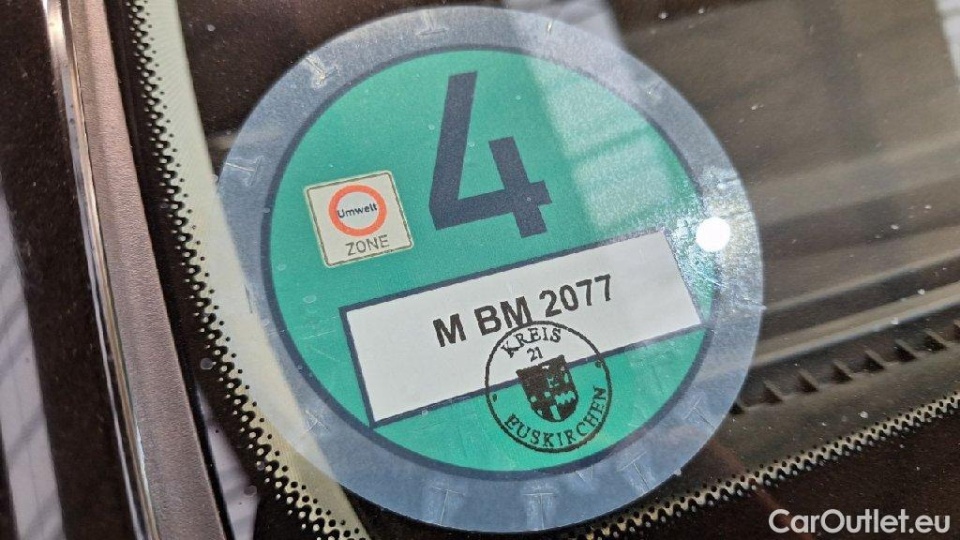 4
Umwelt
ZONE
M BM 2077
KREIS
21
EUSKIRCHEN
CarOutlet.eu